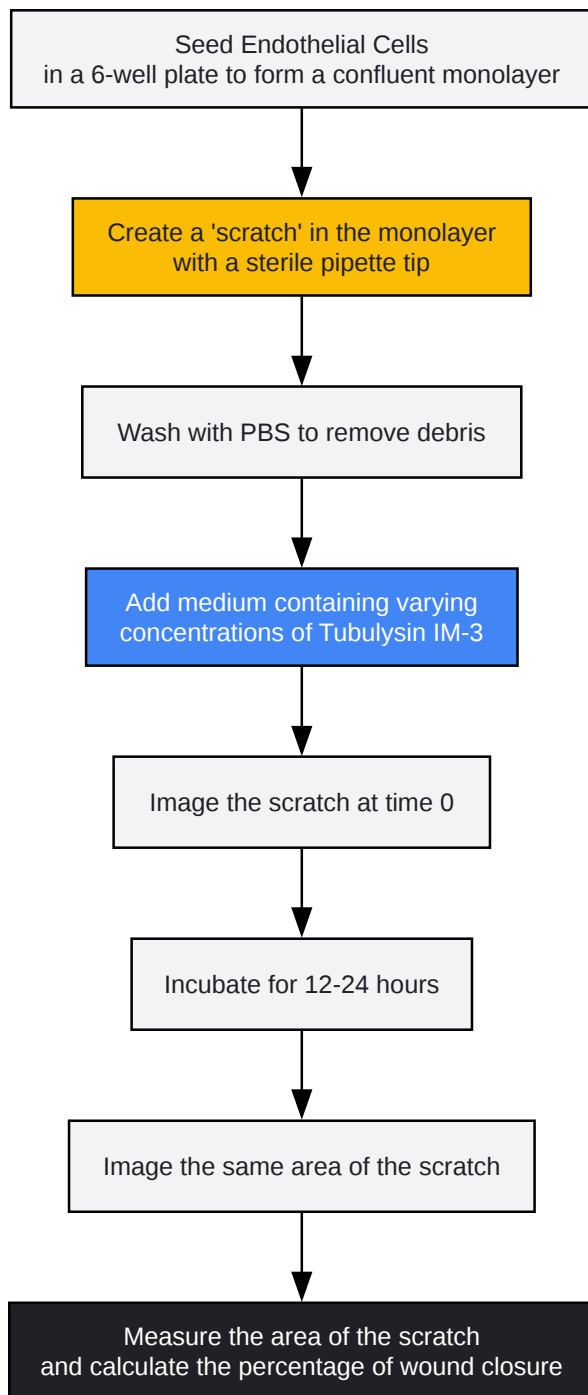 Seed Endothelial Cells
in a 6-well plate to form a confluent monolayer
Create a 'scratch' in the monolayer
with a sterile pipette tip
Wash with PBS to remove debris
Add medium containing varying
concentrations of Tubulysin IM-3
Image the scratch at time 0
Incubate for 12-24 hours
Image the same area of the scratch
Measure the area of the scratch
and calculate the percentage of wound closure